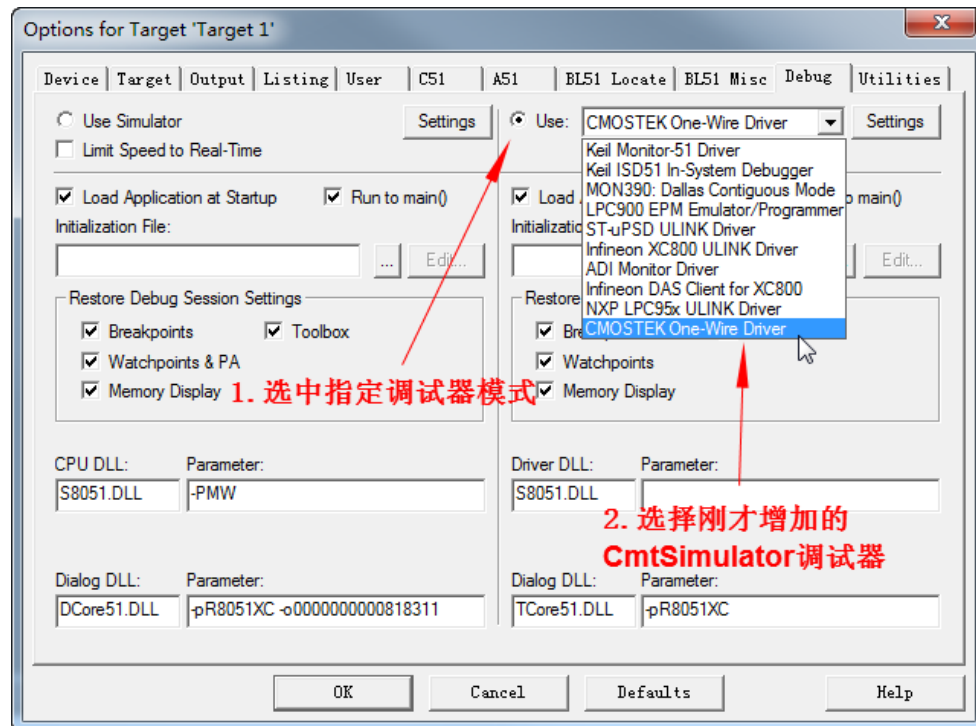 Options for Target 'Target 1'
Device Target Output Listing User C51 A51 BL51 Locate BL51 Misc Debug Utilities
Use Simulator Settings
Limit Speed to Real-Time
Load Application at Startup Run to main()
Initialization File:
... Edit...
Restore Debug Session Settings
Breakpoints Toolbox
Watchpoints & PA
Memory Display
CPU DLL: Parameter:
S8051.DLL -PMW
Dialog DLL: Parameter:
DCore51.DLL -pR8051XC -o0000000000818311
Use: CMOSTEK One-Wire Driver Settings
Keil Monitor-51 Driver
Keil ISD51 In-System Debugger
MON390: Dallas Contiguous Mode
LPC900 EPM Emulator/Programmer
ST-uPSD ULINK Driver
Infineon XC800 ULINK Driver
ADI Monitor Driver
Infineon DAS Client for XC800
NXP LPC95x ULINK Driver
CMOSTEK One-Wire Driver
Load main()
Edit...
Restore
Watchpoints
Memory Display
Driver DLL: Parameter:
S8051.DLL
Dialog DLL: Parameter:
TCore51.DLL -pR8051XC
1. 选中指定调试器模式
2. 选择刚才增加的
CmtSimulator调试器
OK Cancel Defaults Help